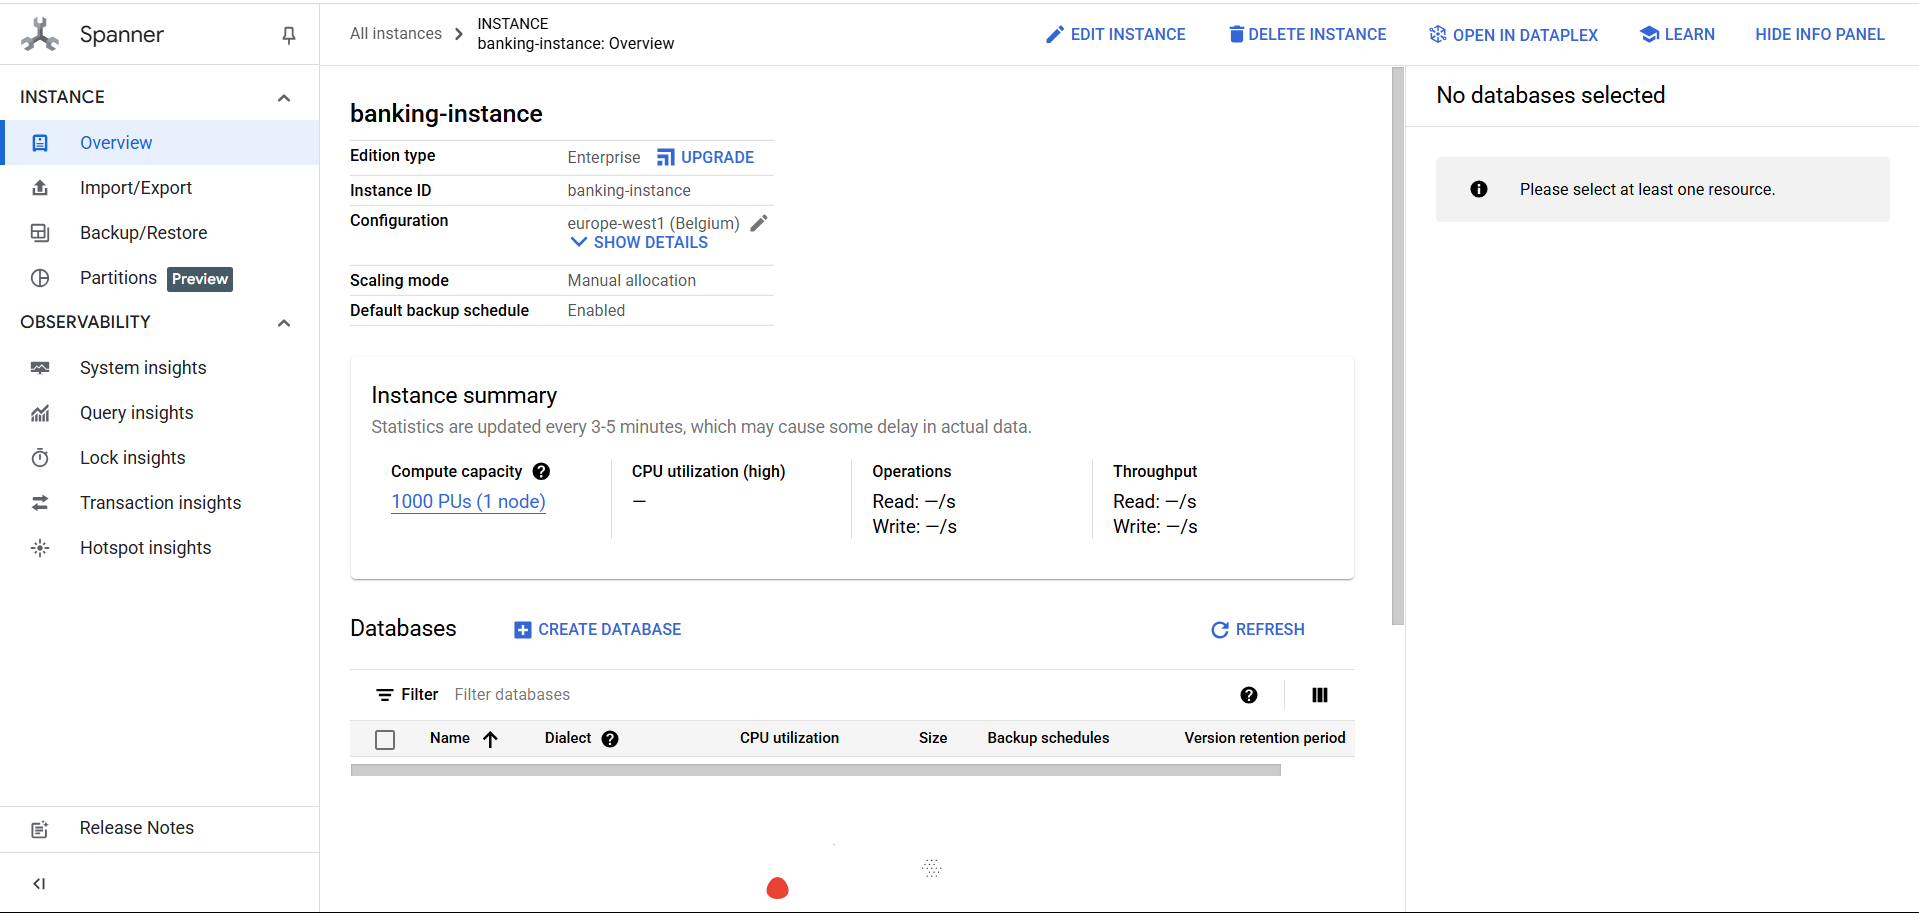 Spanner
All instances
INSTANCE
banking-instance: Overview
EDIT INSTANCE
DELETE INSTANCE
OPEN IN DATAPLEX
LEARN
HIDE INFO PANEL
INSTANCE
Overview
Import/Export
Backup/Restore
Partitions Preview
OBSERVABILITY
System insights
Query insights
Lock insights
Transaction insights
Hotspot insights
Release Notes
banking-instance
Edition type Enterprise UPGRADE
Instance ID banking-instance
Configuration europe-west1 (Belgium)
SHOW DETAILS
Scaling mode Manual allocation
Default backup schedule Enabled
Instance summary
Statistics are updated every 3-5 minutes, which may cause some delay in actual data.
Compute capacity
1000 PUs (1 node)
CPU utilization (high)
—
Operations
Read: —/s
Write: —/s
Throughput
Read: —/s
Write: —/s
Databases CREATE DATABASE REFRESH
Filter Filter databases
Name Dialect CPU utilization Size Backup schedules Version retention period
No databases selected
Please select at least one resource.